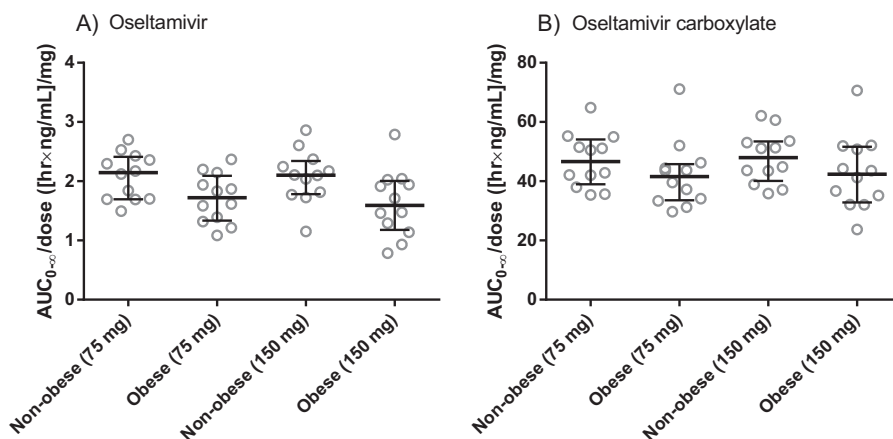 A) Oseltamivir
AUC0-∞/dose ([hr×ng/mL]/mg)
4
3
2
1
0
Non-obese (75 mg)
Obese (75 mg)
Non-obese (150 mg)
Obese (150 mg)
B) Oseltamivir carboxylate
AUC0-∞/dose ([hr×ng/mL]/mg)
80
60
40
20
0
Non-obese (75 mg)
Obese (75 mg)
Non-obese (150 mg)
Obese (150 mg)